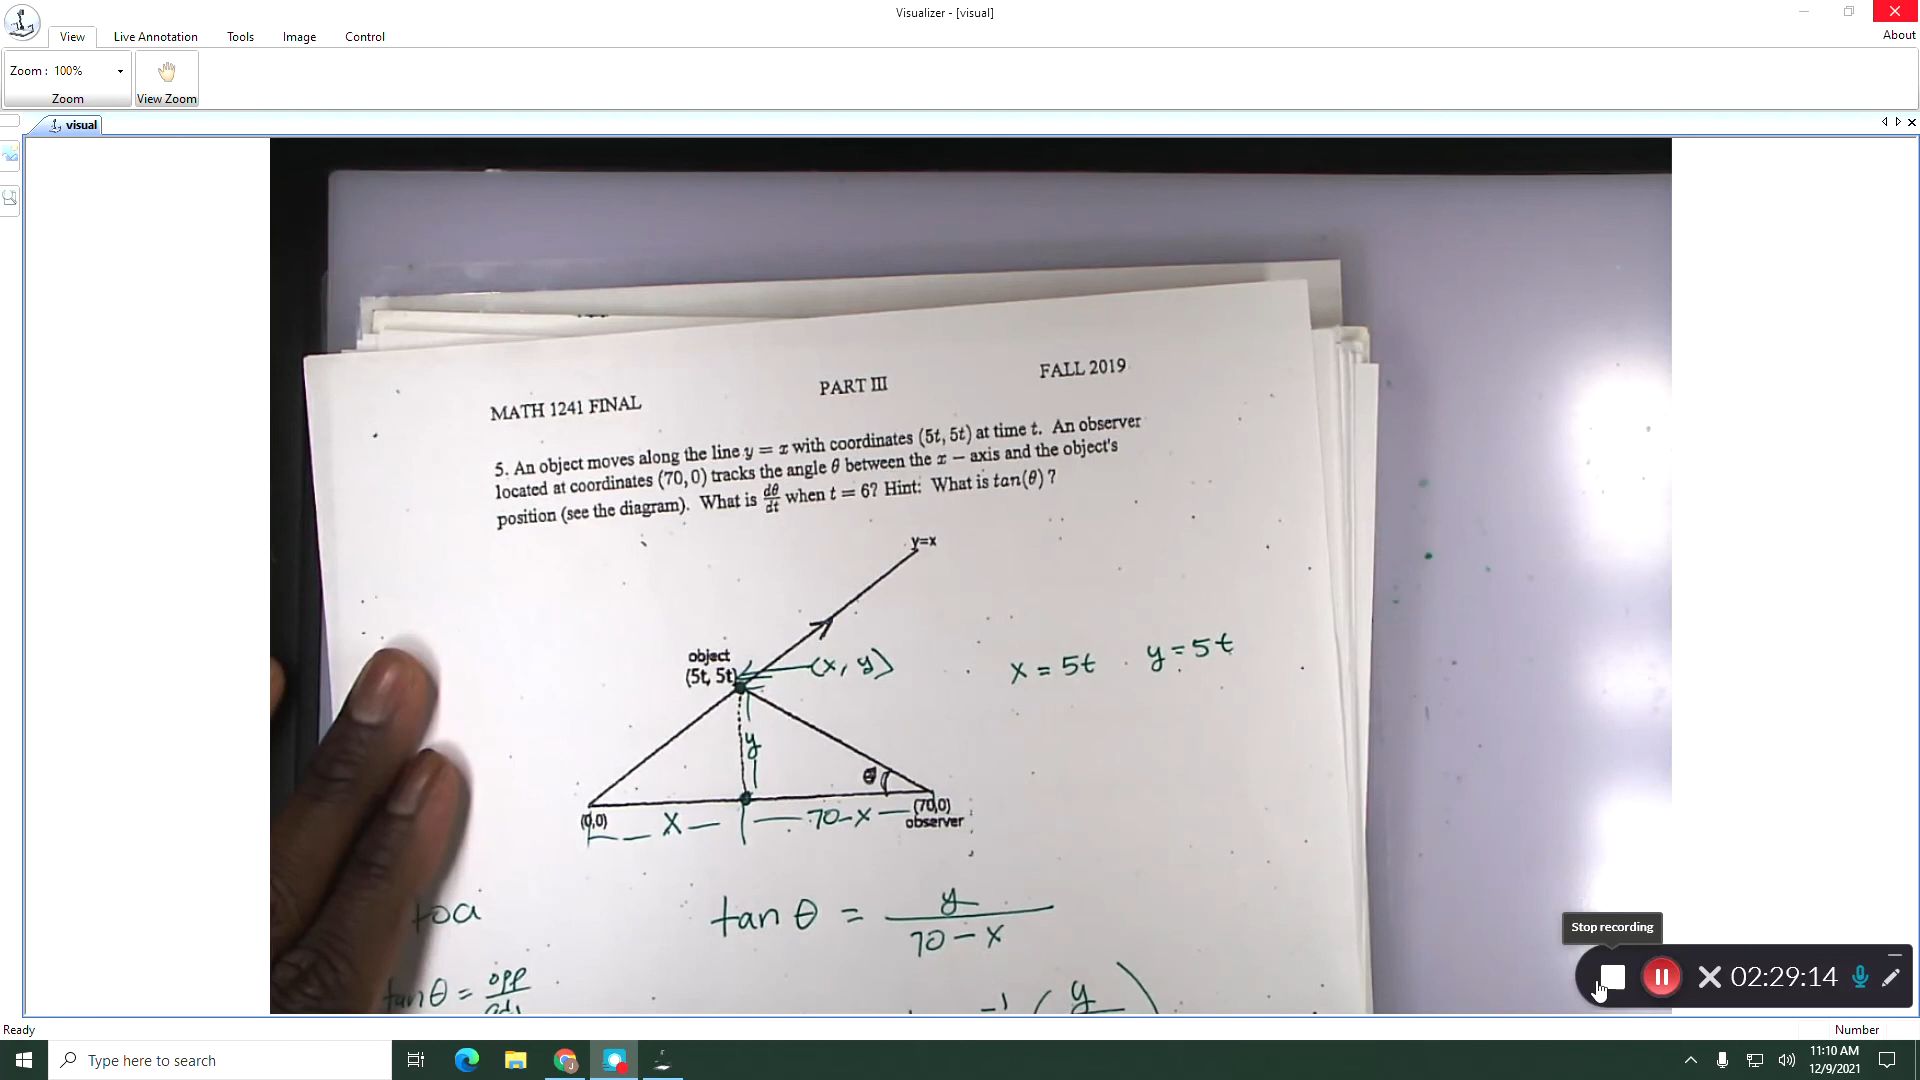 Visualizer - [visual]
View Live Annotation Tools Image Control About
Zoom : 100%
Zoom View Zoom
visual
MATH 1241 FINAL PART III FALL 2019
5. An object moves along the line y = x with coordinates (5t, 5t) at time t. An observer
located at coordinates (70, 0) tracks the angle θ between the x – axis and the object's
position (see the diagram). What is dθ/dt when t = 6? Hint: What is tan(θ) ?
y=x
object
(5t, 5t)
(x, y)
x = 5t y = 5t
y
θ
(0,0) X 70-X (70,0)
observer
toa
tan θ = y / 70 - x
tan θ = opp / adj
-1 ( y )
Stop recording
02:29:14
Ready Number
Type here to search
11:10 AM
12/9/2021